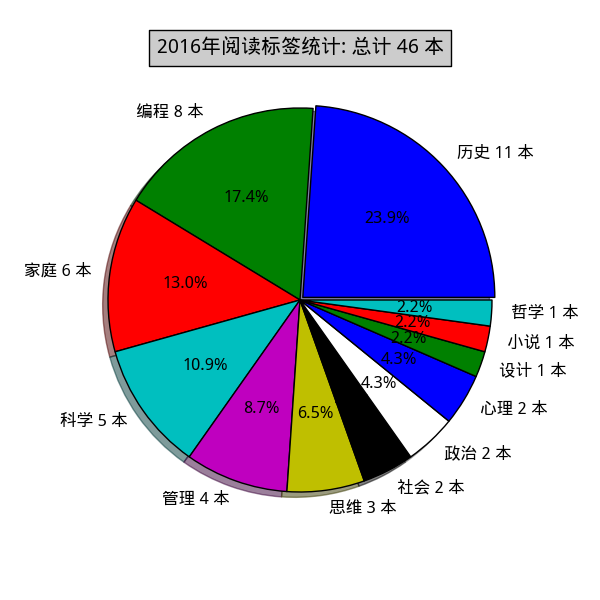 2016年阅读标签统计: 总计 46 本
编程 8 本
历史 11 本
17.4%
23.9%
家庭 6 本
13.0%
2.2%
哲学 1 本
2.2%
小说 1 本
2.2%
设计 1 本
4.3%
心理 2 本
10.9%
4.3%
科学 5 本
8.7%
6.5%
政治 2 本
社会 2 本
管理 4 本
思维 3 本